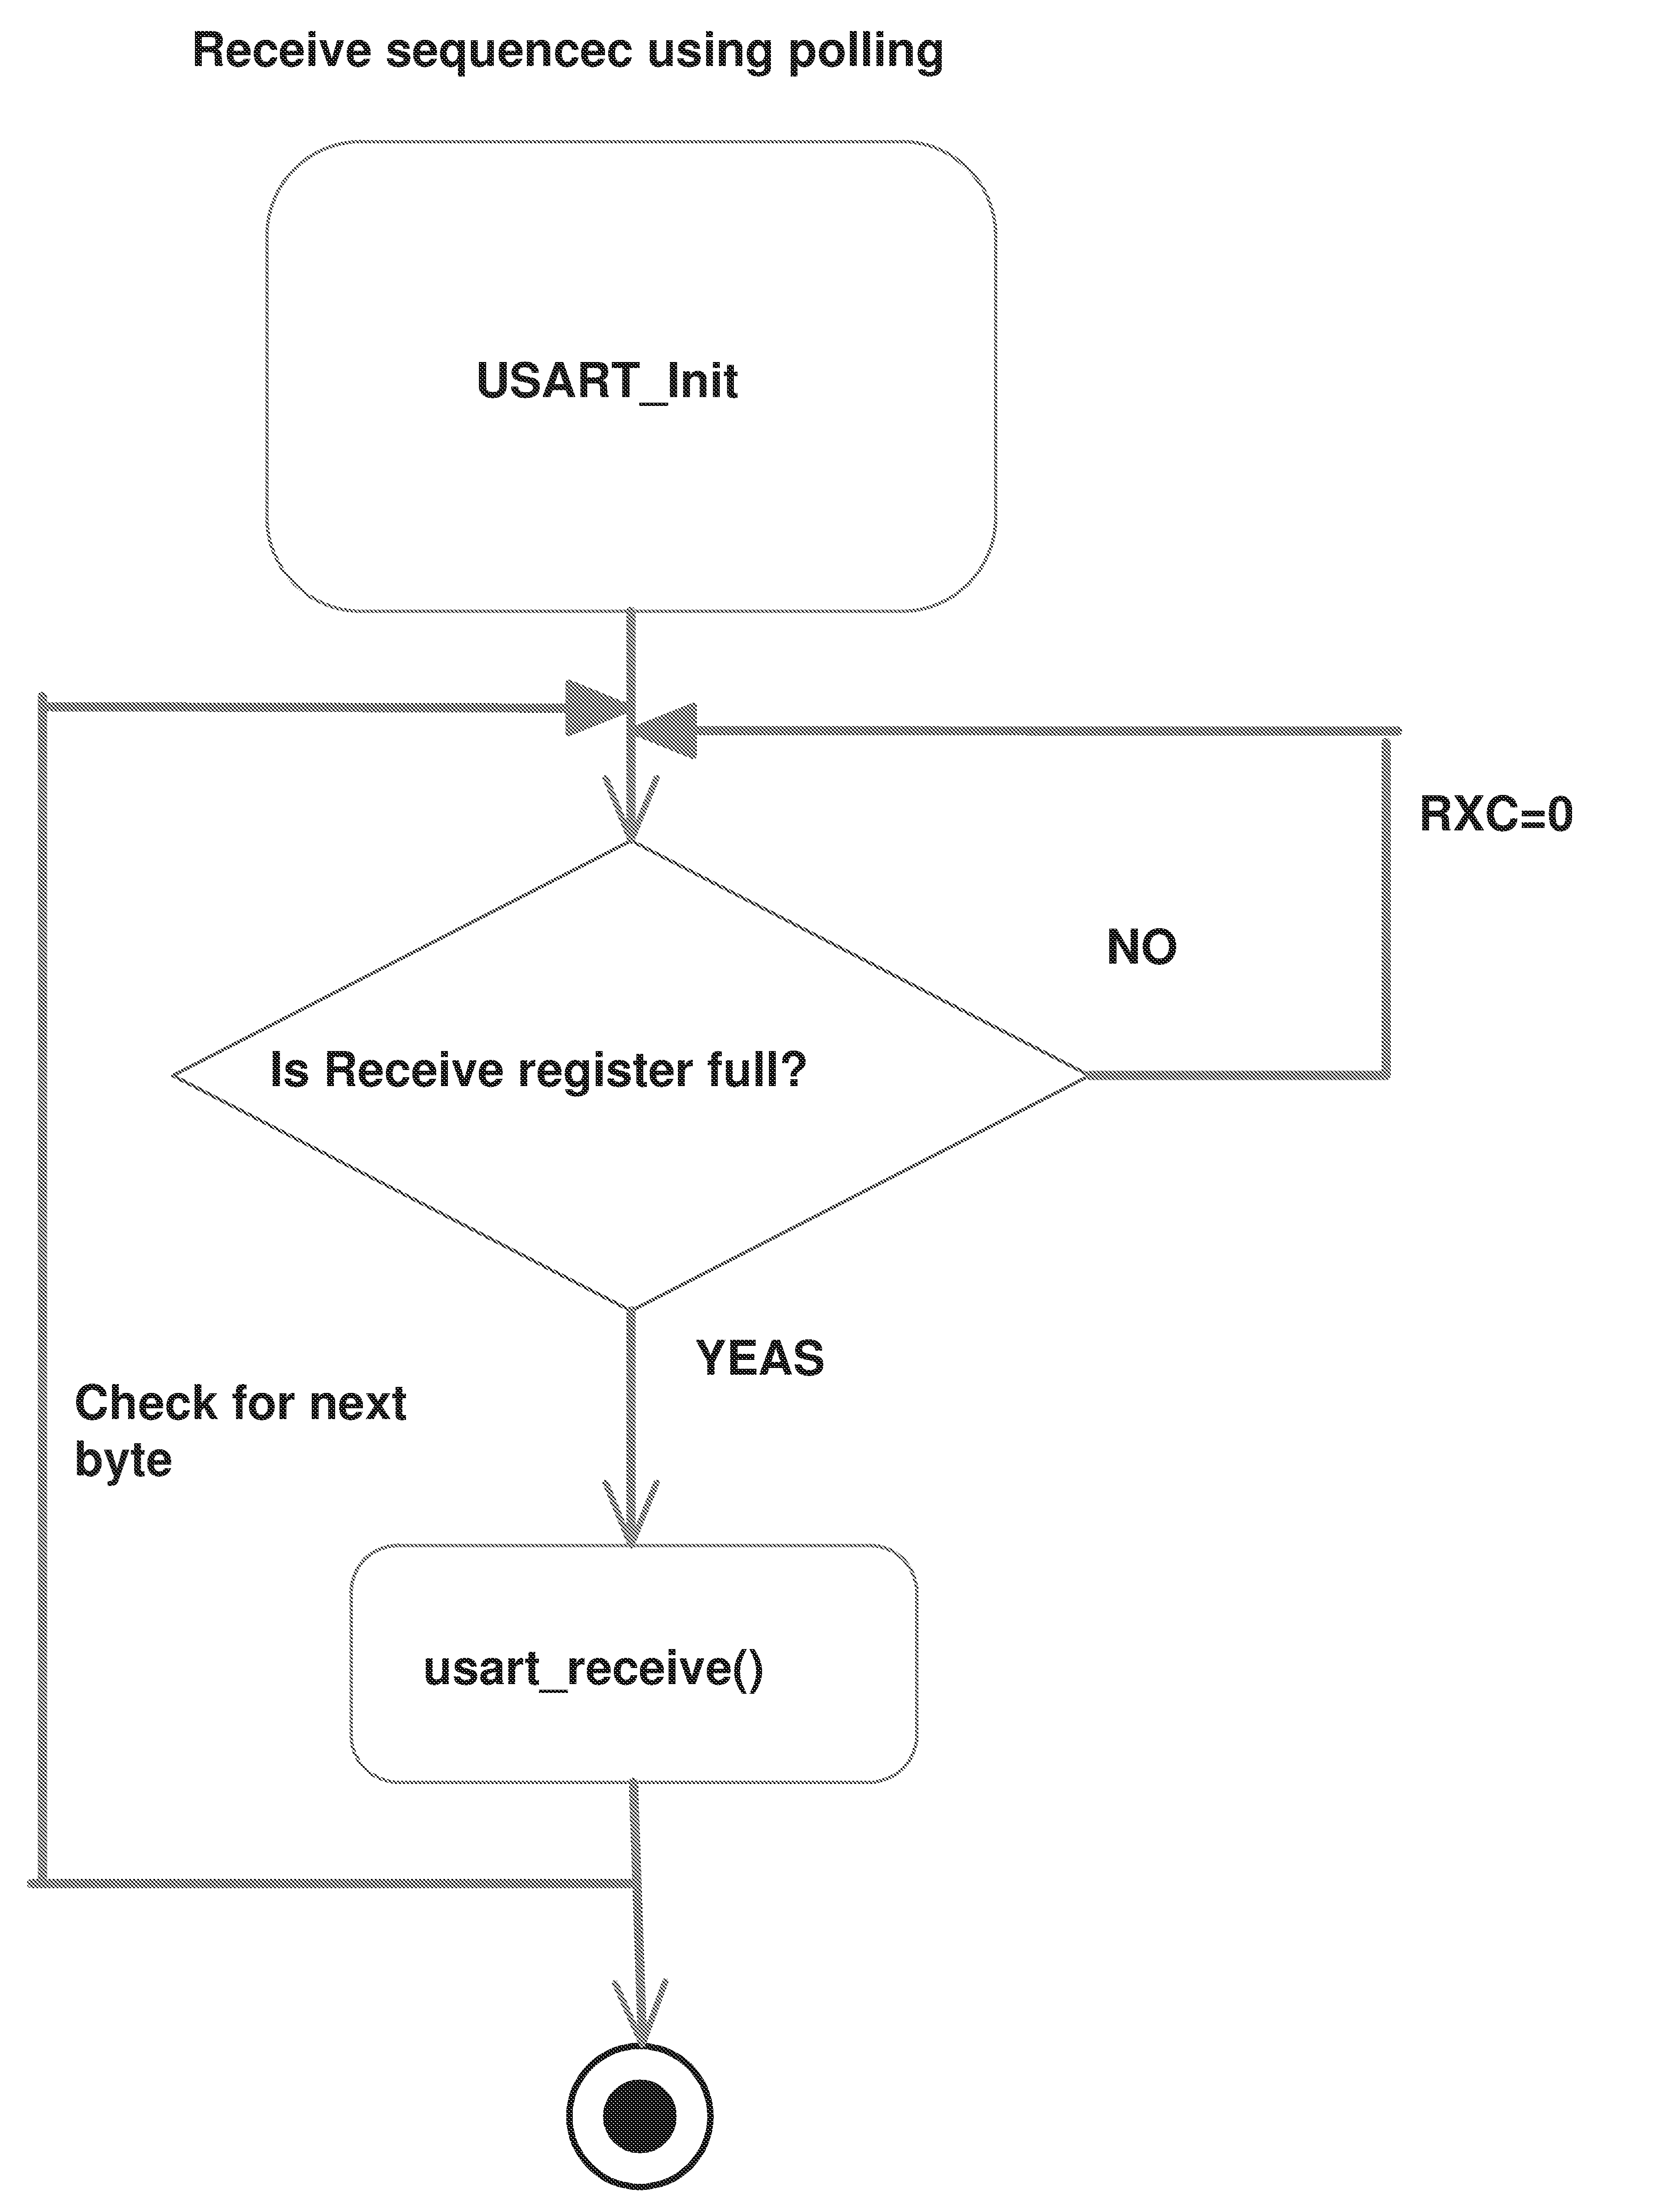 Receive sequencec using polling
USART_Init
RXC=0
NO
Is Receive register full?
YEAS
Check for next
byte
usart_receive()